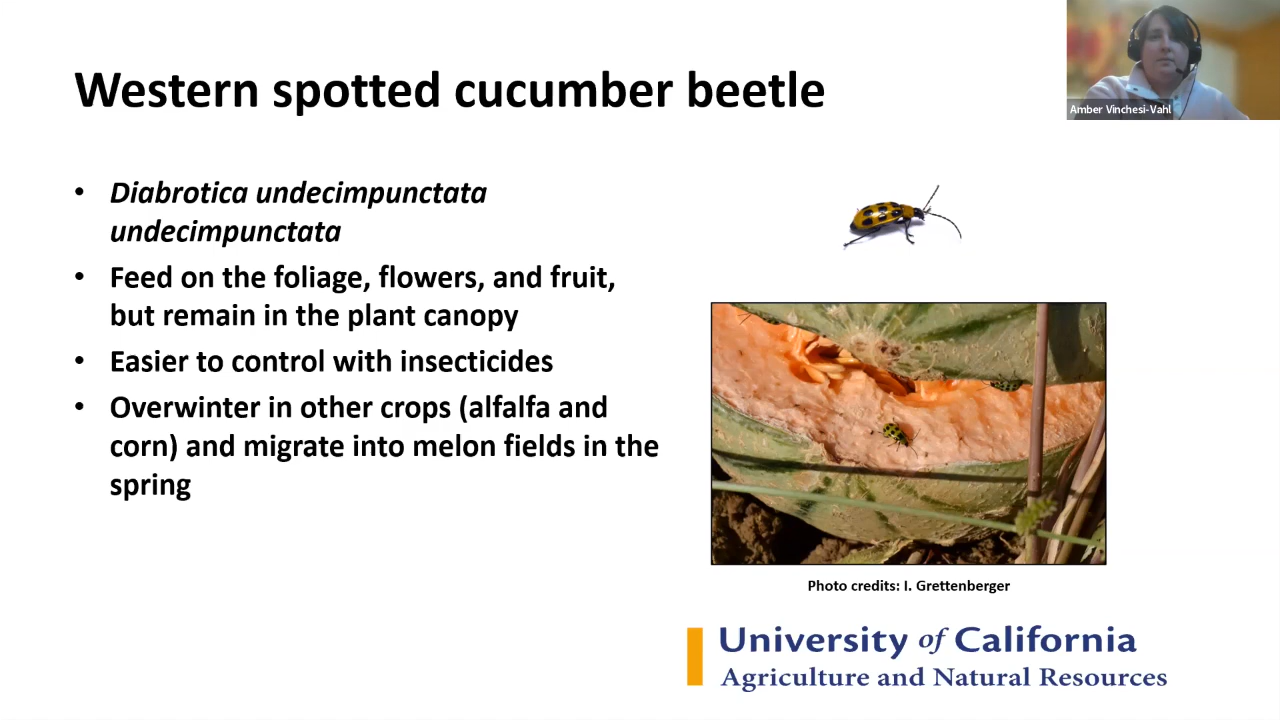 Western spotted cucumber beetle
Amber Vinchesi-Vahl
• Diabrotica undecimpunctata
undecimpunctata
• Feed on the foliage, flowers, and fruit,
but remain in the plant canopy
• Easier to control with insecticides
• Overwinter in other crops (alfalfa and
corn) and migrate into melon fields in the
spring
Photo credits: I. Grettenberger
University of California
Agriculture and Natural Resources